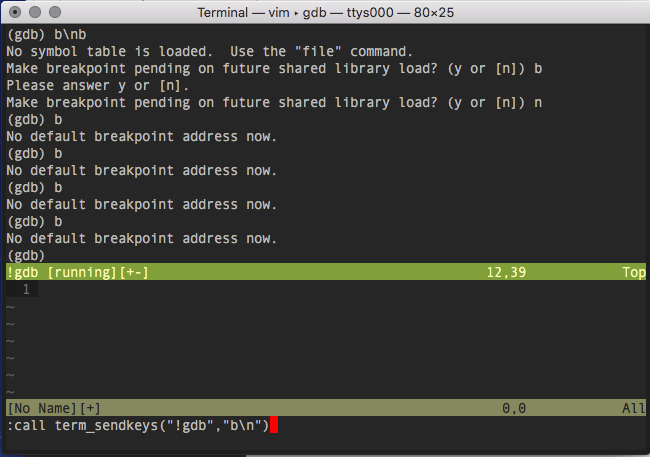 Terminal — vim ▸ gdb — ttys000 — 80×25
(gdb) b\nb
No symbol table is loaded.  Use the "file" command.
Make breakpoint pending on future shared library load? (y or [n]) b
Please answer y or [n].
Make breakpoint pending on future shared library load? (y or [n]) n
(gdb) b
No default breakpoint address now.
(gdb) b
No default breakpoint address now.
(gdb) b
No default breakpoint address now.
(gdb) b
No default breakpoint address now.
(gdb)
!gdb [running][+-] 12,39 Top
1
~
~
~
~
~
~
[No Name][+] 0,0 All
:call term_sendkeys("!gdb","b\n")